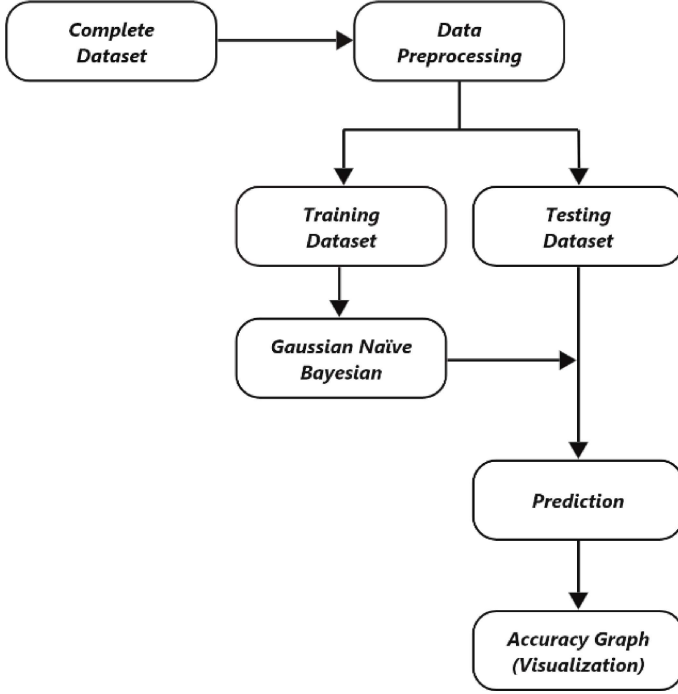 Complete
Dataset
Data
Preprocessing
Training
Dataset
Testing
Dataset
Gaussian Naïve
Bayesian
Prediction
Accuracy Graph
(Visualization)